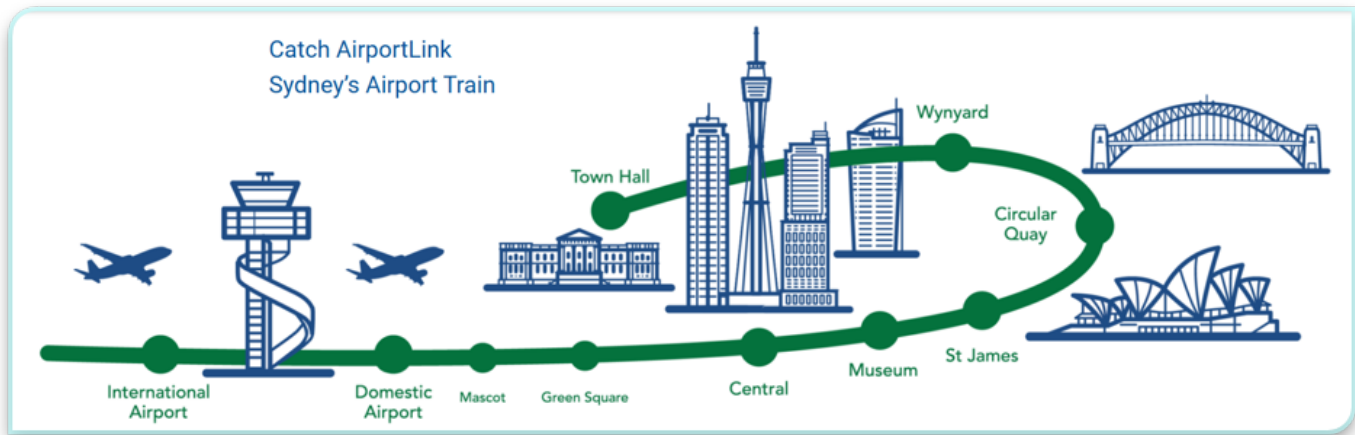 Catch AirportLink
Sydney's Airport Train
Wynyard
Town Hall
Circular
Quay
International
Airport
Domestic
Airport
Mascot
Green Square
Central
Museum
St James